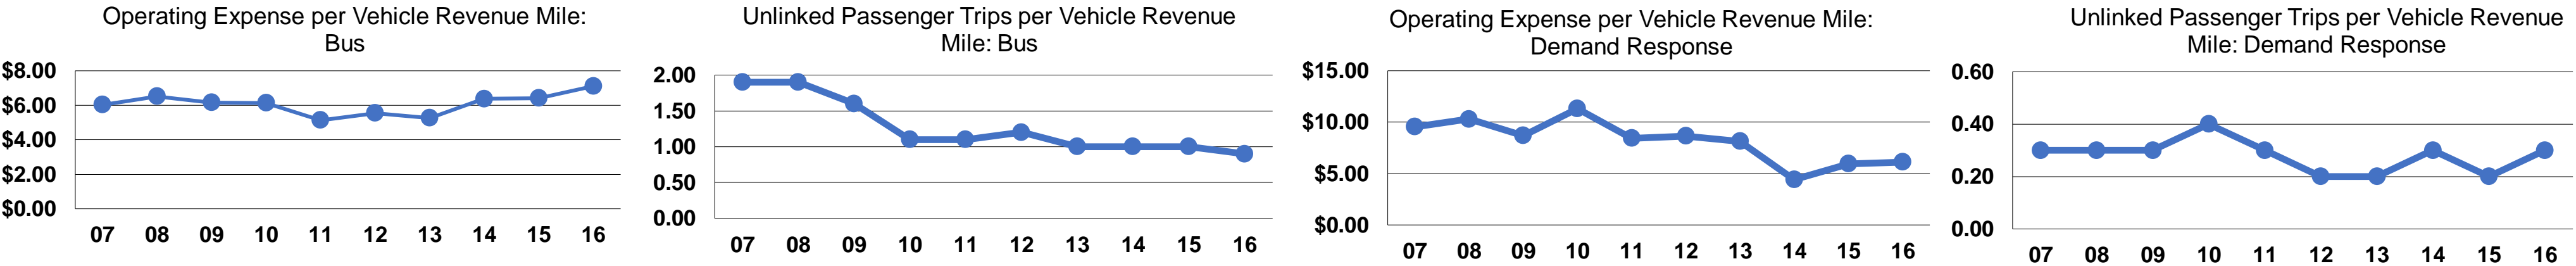 Operating Expense per Vehicle Revenue Mile:
Bus
$8.00
$6.00
$4.00
$2.00
$0.00
07 08 09 10 11 12 13 14 15 16
Unlinked Passenger Trips per Vehicle Revenue
Mile: Bus
2.00
1.50
1.00
0.50
0.00
07 08 09 10 11 12 13 14 15 16
Operating Expense per Vehicle Revenue Mile:
Demand Response
$15.00
$10.00
$5.00
$0.00
07 08 09 10 11 12 13 14 15 16
Unlinked Passenger Trips per Vehicle Revenue
Mile: Demand Response
0.60
0.40
0.20
0.00
07 08 09 10 11 12 13 14 15 16